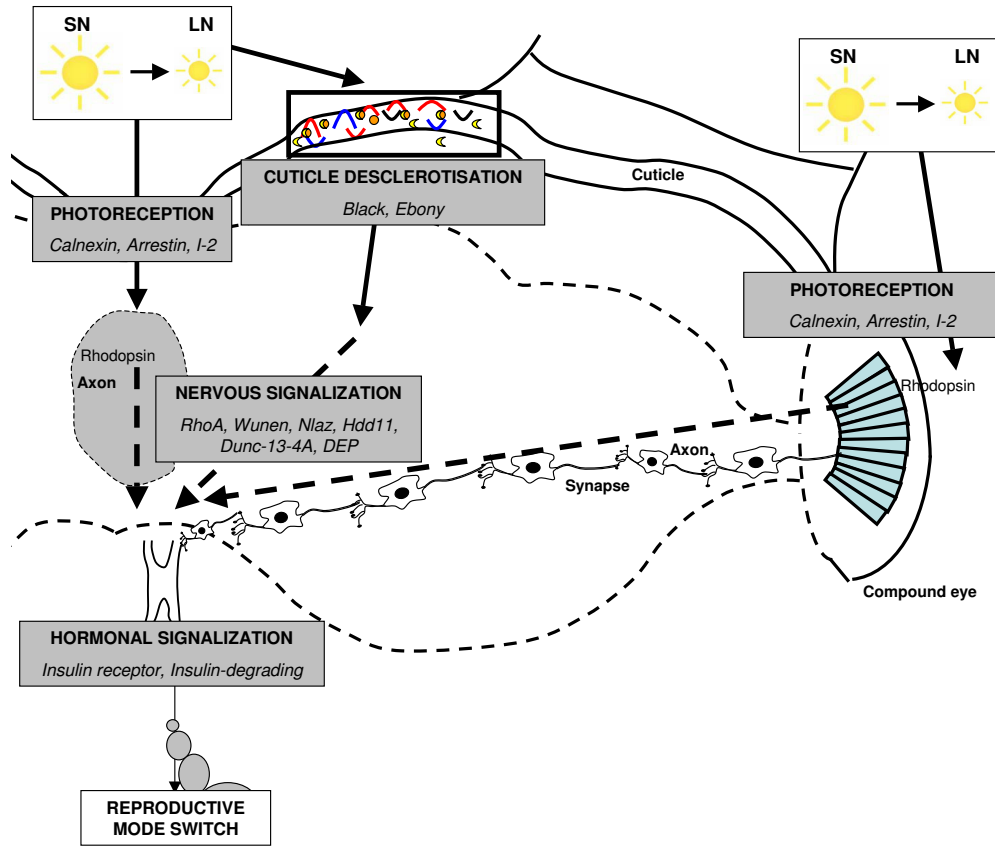 SN
LN
SN
LN
CUTICLE DESCLEROTISATION
Black, Ebony
Cuticle
PHOTORECEPTION
Calnexin, Arrestin, I-2
PHOTORECEPTION
Calnexin, Arrestin, I-2
Rhodopsin
Axon
Rhodopsin
NERVOUS SIGNALIZATION
RhoA, Wunen, Nlaz, Hdd11,
Dunc-13-4A, DEP
Axon
Synapse
Compound eye
HORMONAL SIGNALIZATION
Insulin receptor, Insulin-degrading
REPRODUCTIVE
MODE SWITCH